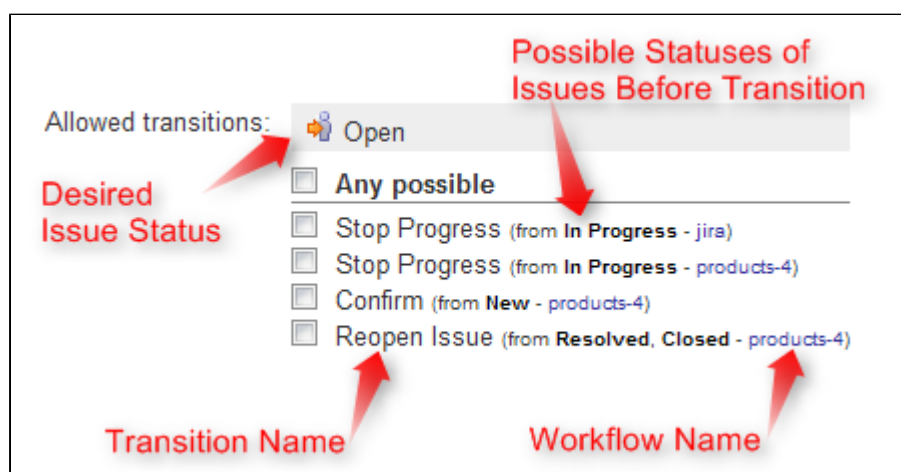 Possible Statuses of
Issues Before Transition
Allowed transitions:
Open
Desired
Issue Status
Any possible
Stop Progress (from In Progress - jira)
Stop Progress (from In Progress - products-4)
Confirm (from New - products-4)
Reopen Issue (from Resolved, Closed - products-4)
Transition Name
Workflow Name